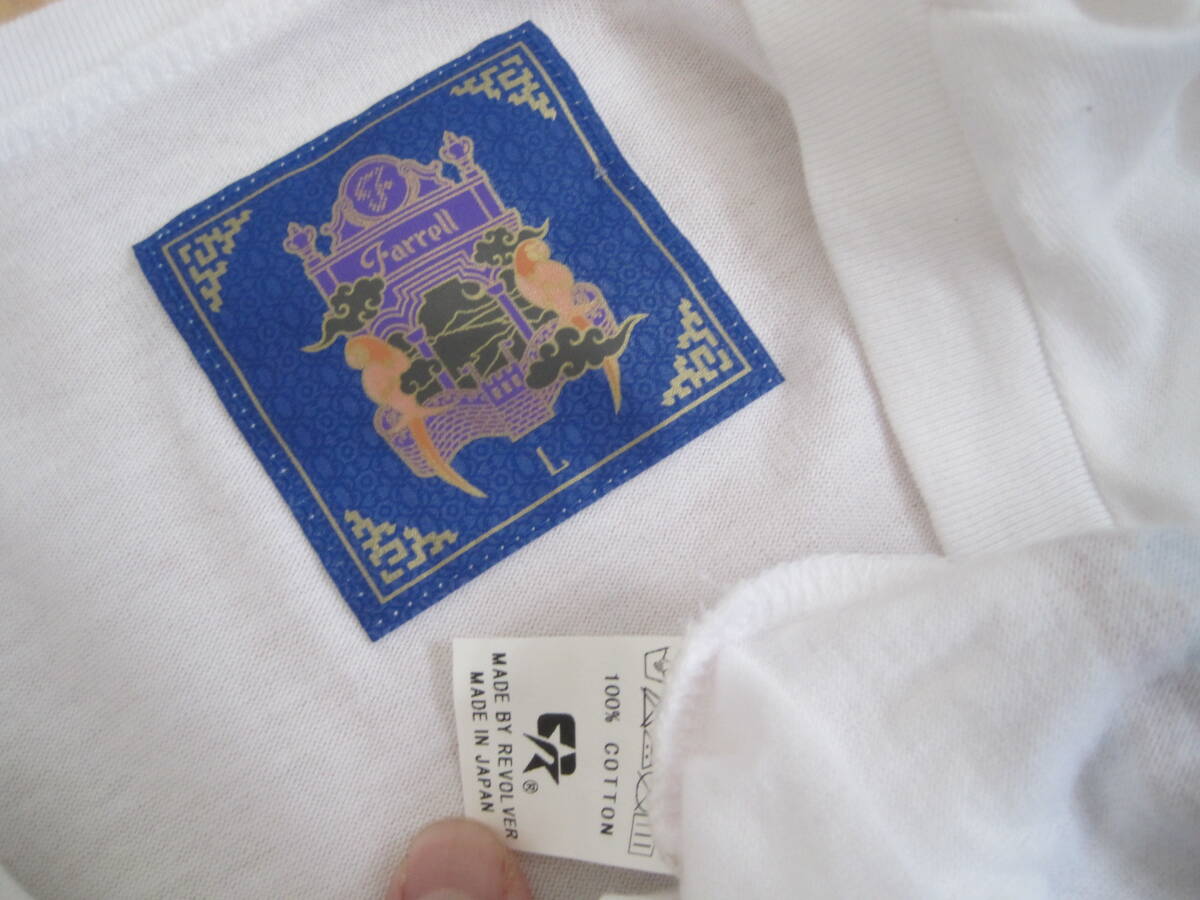 Farrell
L
100% COTTON
R®
MADE BY REVOLVER
MADE IN JAPAN